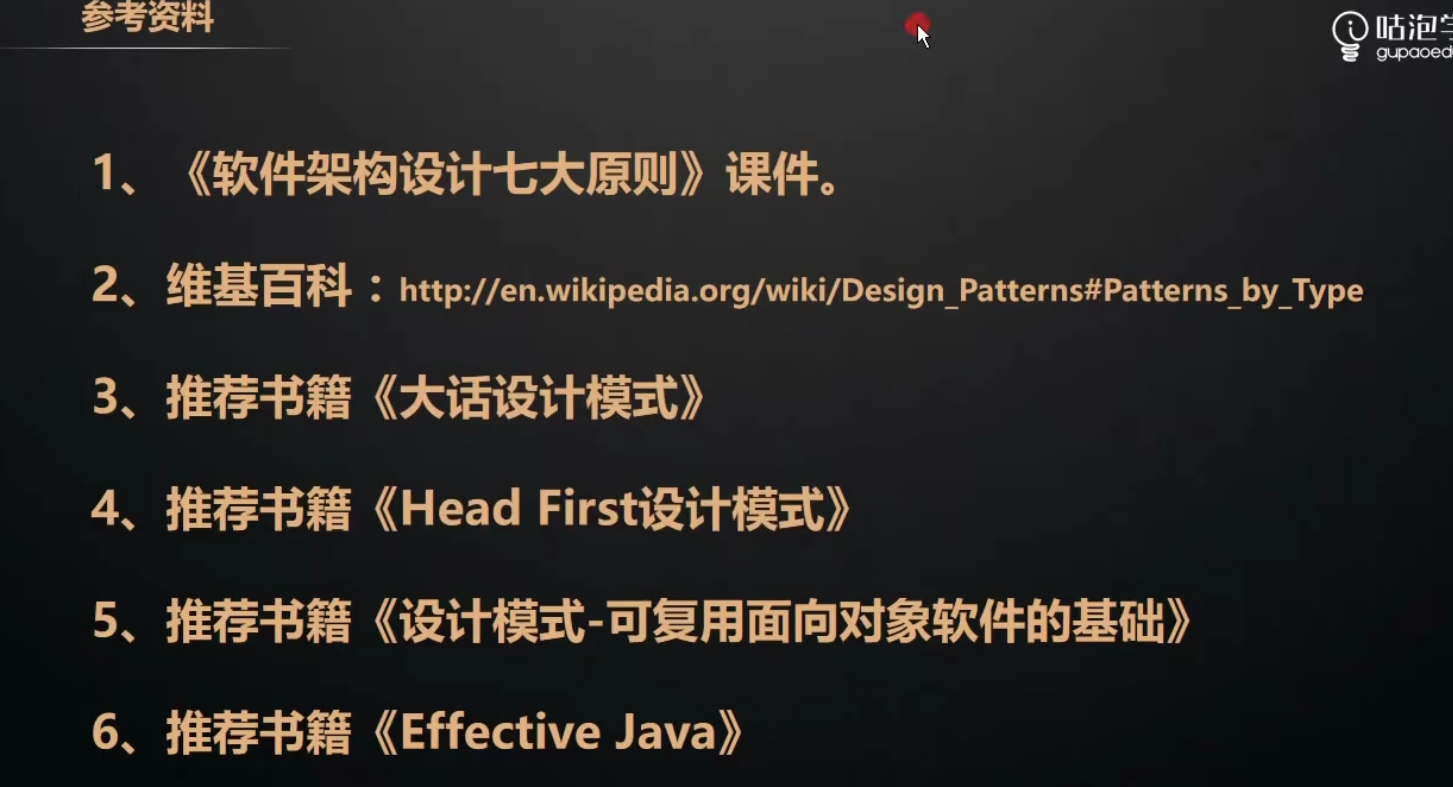 参考资料
咕泡学
gupaoedu
1、《软件架构设计七大原则》课件。
2、维基百科：http://en.wikipedia.org/wiki/Design_Patterns#Patterns_by_Type
3、推荐书籍《大话设计模式》
4、推荐书籍《Head First设计模式》
5、推荐书籍《设计模式-可复用面向对象软件的基础》
6、推荐书籍《Effective Java》